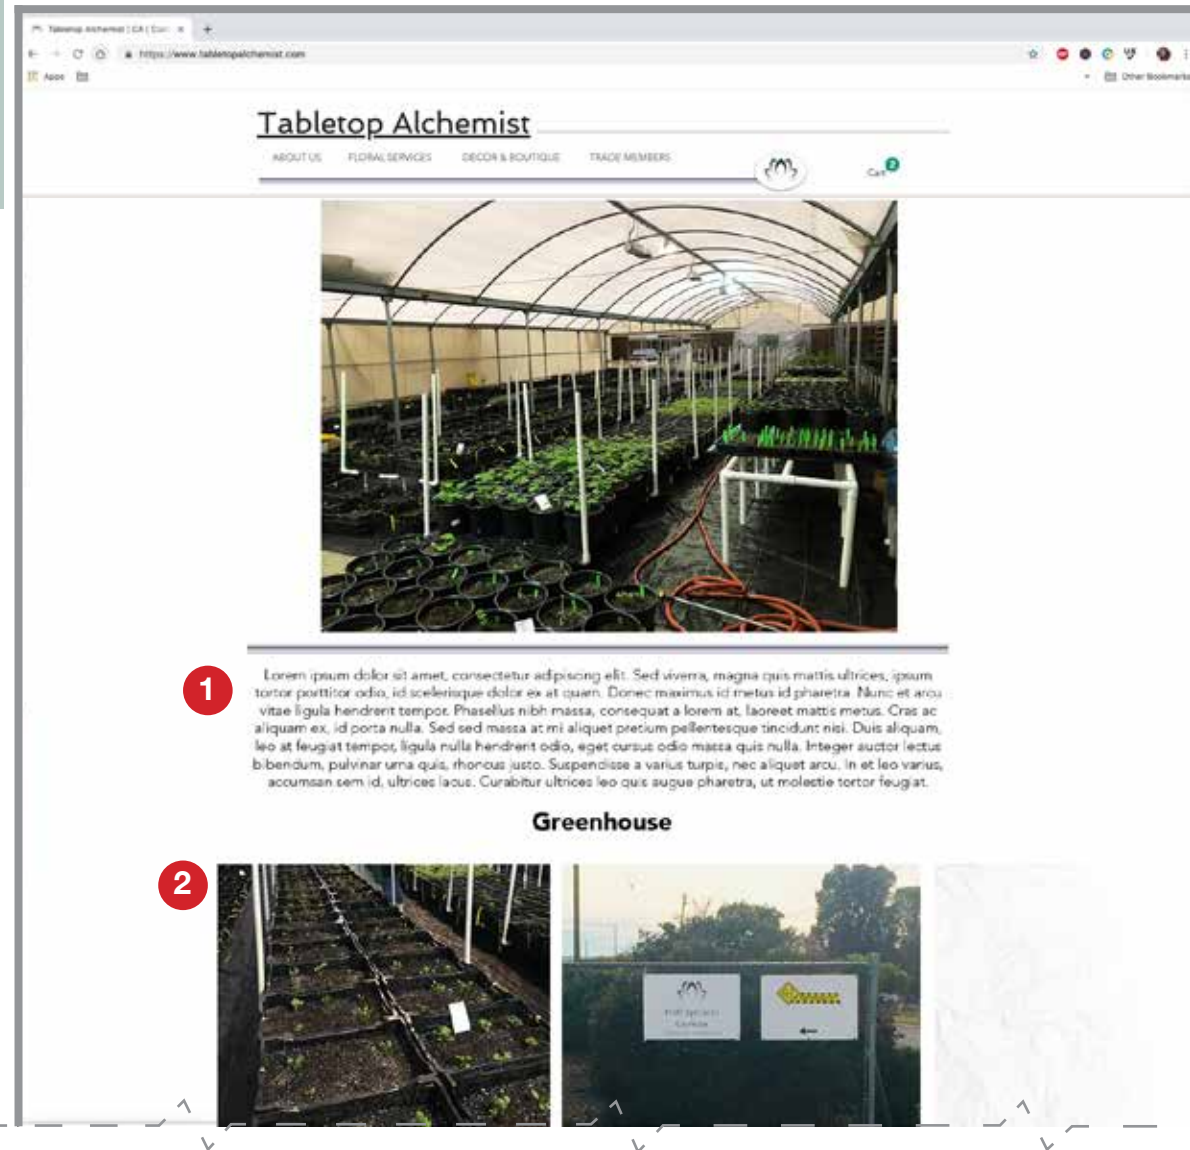 Tabletop Alchemist | CA |
https://www.tabletopalchemist.com
Apps
Other Bookmarks
Tabletop Alchemist
ABOUT US FLORAL SERVICES DECOR & BOUTIQUE TRADE MEMBERS
Cart 2
1
Lorem ipsum dolor sit amet, consectetur adipiscing elit. Sed viverra, magna quis mattis ultrices, ipsum
tortor porttitor odio, id scelerisque dolor ex at quam. Donec maximus id metus id pharetra. Nunc et arcu
vitae ligula hendrerit tempor. Phasellus nibh massa, consequat a lorem at, laoreet mattis metus. Cras ac
aliquam ex, id porta nulla. Sed sed massa at mi aliquet pretium pellentesque tincidunt nisi. Duis aliquam,
leo at feugiat tempor, ligula nulla hendrerit odio, eget cursus odio massa quis nulla. Integer auctor lectus
bibendum, pulvinar urna quis, rhoncus justo. Suspendisse a varius turpis, nec aliquet arcu. In et leo varius,
accumsan sem id, ultrices lacus. Curabitur ultrices leo quis augue pharetra, ut molestie tortor feugiat.
Greenhouse
2